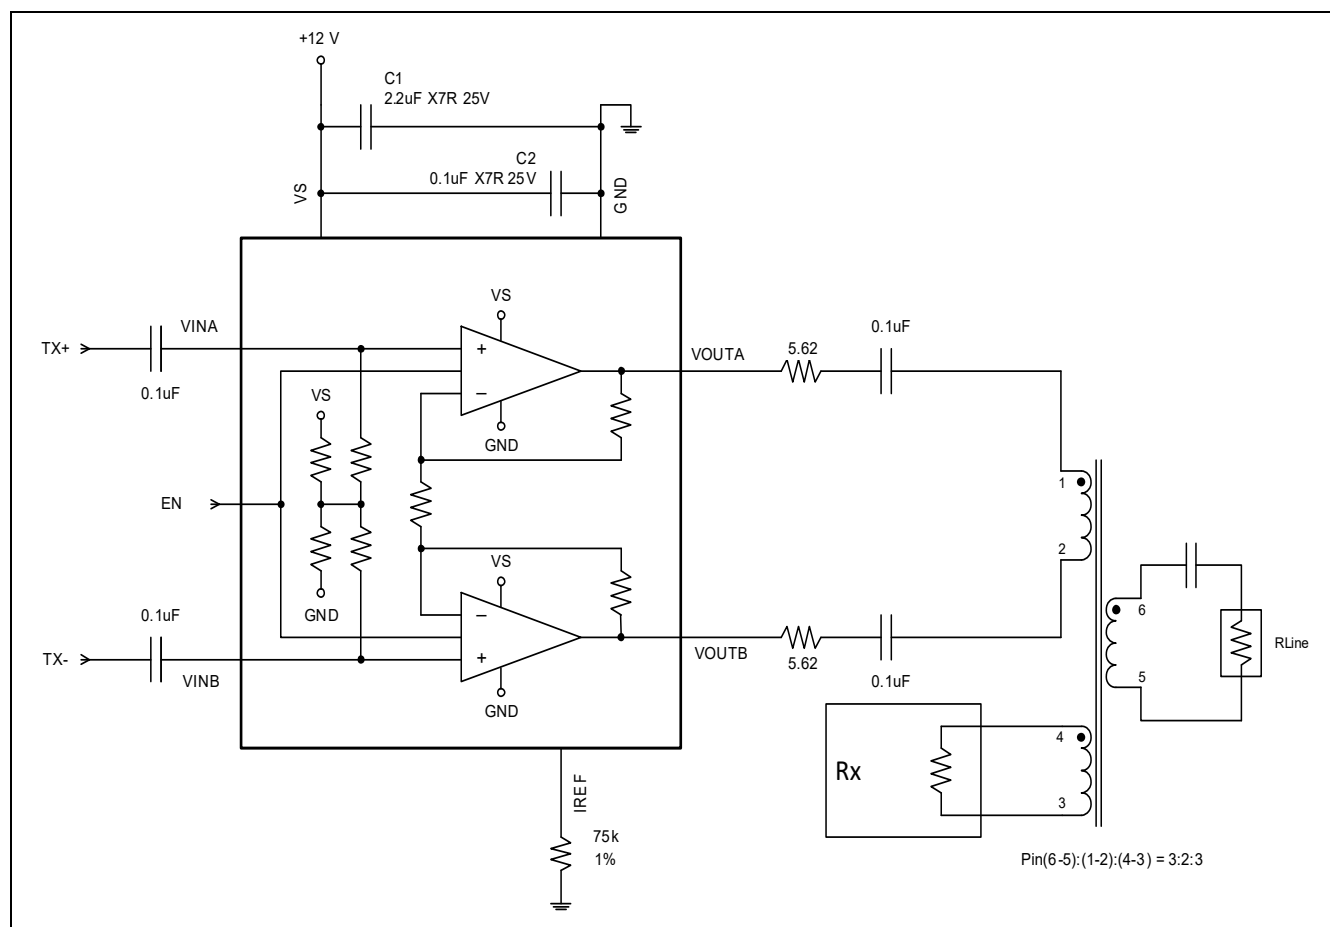 +12 V
C1
2.2uF X7R 25V
C2
0.1uF X7R 25V
VS
GND
VS
VINA
TX+
0.1uF
VOUTA
5.62
0.1uF
+
−
VS
GND
1
EN
2
VS
6
0.1uF
GND
−
RLine
TX-
+
VOUTB
5.62
5
VINB
0.1uF
GND
4
Rx
3
IREF
75k
1%
Pin(6-5):(1-2):(4-3) = 3:2:3